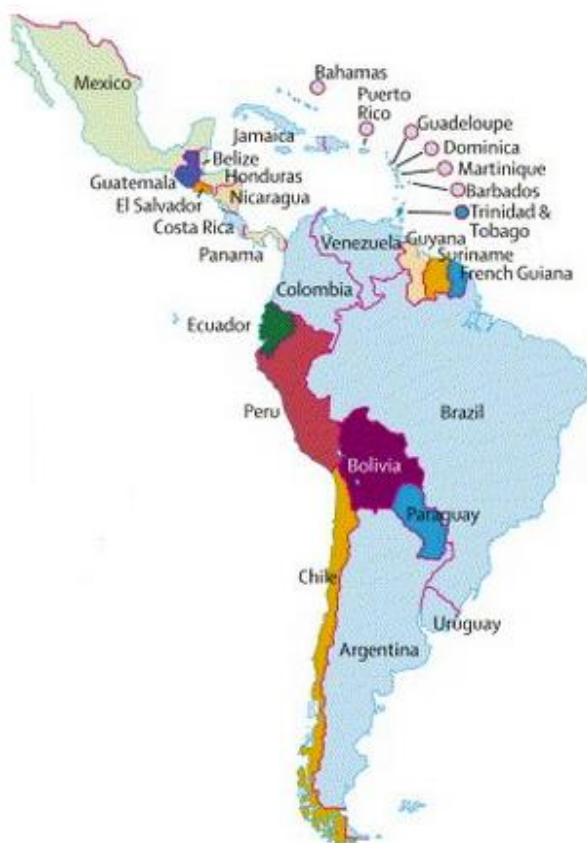 Mexico
Bahamas
Puerto
Rico
Guadeloupe
Jamaica
Dominica
Belize
Martinique
Honduras
Guatemala
Barbados
Nicaragua
El Salvador
Trinidad &
Tobago
Costa Rica
Panama
Venezuela
Guyana
Suriname
French Guiana
Colombia
Ecuador
Peru
Brazil
Bolivia
Paraguay
Chile
Uruguay
Argentina